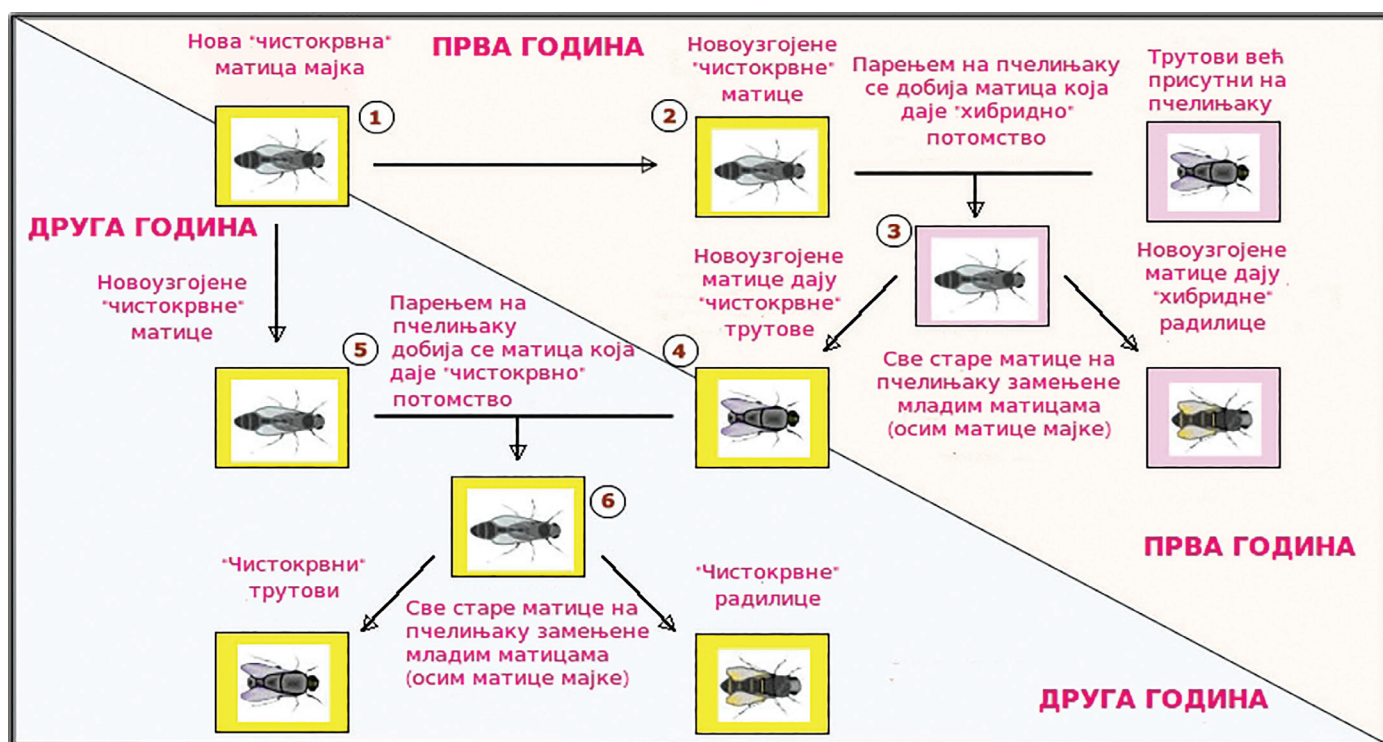 Нова "чистокрвна"
матица мајка
ПРВА ГОДИНА
Новоузгојене
"чистокрвне"
матице
Парењем на пчелињаку
се добија матица која
даје "хибридно"
потомство
Трутови већ
присутни на
пчелињаку
1
2
ДРУГА ГОДИНА
3
Новоузгојене
"чистокрвне"
матице
Новоузгојене
матице дају
"чистокрвне"
трутове
Новоузгојене
матице дају
"хибридне"
радилице
Парењем на
пчелињаку
добија се матица која
даје "чистокрвно"
потомство
5
4
Све старе матице на
пчелињаку замењене
младим матицама
(осим матице мајке)
6
ПРВА ГОДИНА
"Чистокрвни"
трутови
Све старе матице на
пчелињаку замењене
младим матицама
(осим матице мајке)
"Чистокрвне"
радилице
ДРУГА ГОДИНА